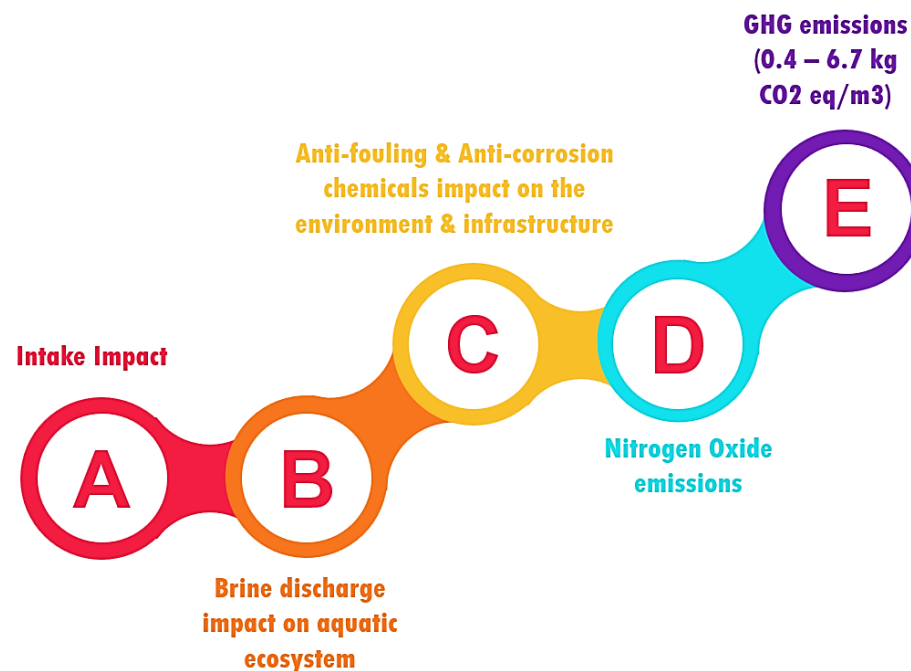 GHG emissions
(0.4 – 6.7 kg
CO2 eq/m3)
Anti-fouling & Anti-corrosion
chemicals impact on the
environment & infrastructure
E
C
D
Intake Impact
A
B
Nitrogen Oxide
emissions
Brine discharge
impact on aquatic
ecosystem